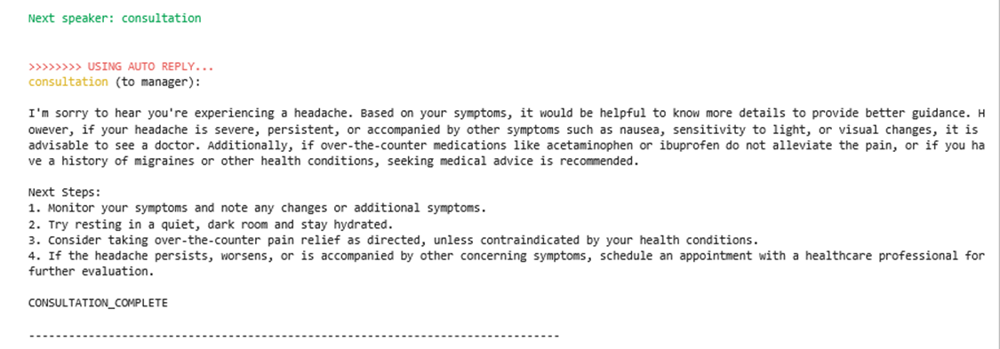 Next speaker: consultation
>>>>>>>> USING AUTO REPLY...
consultation (to manager):
I'm sorry to hear you're experiencing a headache. Based on your symptoms, it would be helpful to know more details to provide better guidance. H
owever, if your headache is severe, persistent, or accompanied by other symptoms such as nausea, sensitivity to light, or visual changes, it is
advisable to see a doctor. Additionally, if over-the-counter medications like acetaminophen or ibuprofen do not alleviate the pain, or if you ha
ve a history of migraines or other health conditions, seeking medical advice is recommended.
Next Steps:
1. Monitor your symptoms and note any changes or additional symptoms.
2. Try resting in a quiet, dark room and stay hydrated.
3. Consider taking over-the-counter pain relief as directed, unless contraindicated by your health conditions.
4. If the headache persists, worsens, or is accompanied by other concerning symptoms, schedule an appointment with a healthcare professional for
further evaluation.
CONSULTATION_COMPLETE
--------------------------------------------------------------------------------